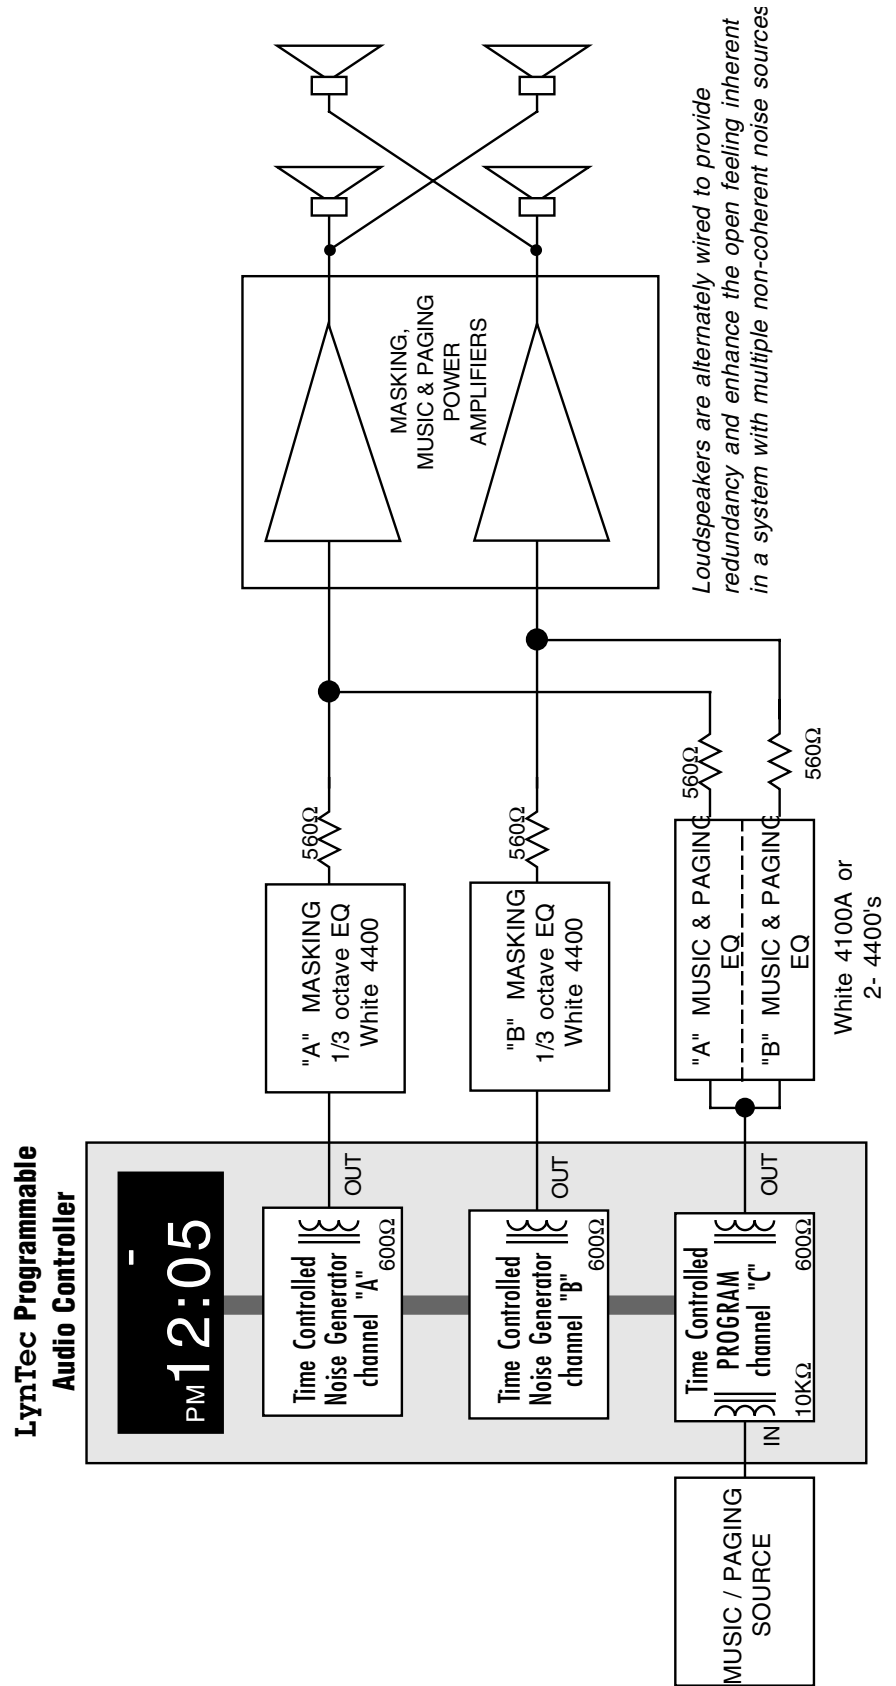 LynTec Programmable
Audio Controller
PM 12:05
Time Controlled
Noise Generator
channel "A"
600Ω
OUT
"A" MASKING
1/3 octave EQ
White 4400
560Ω
Time Controlled
Noise Generator
channel "B"
600Ω
OUT
"B" MASKING
1/3 octave EQ
White 4400
560Ω
MASKING,
MUSIC & PAGING
POWER
AMPLIFIERS
MUSIC / PAGING
SOURCE
IN
Time Controlled
PROGRAM
channel "C"
10KΩ
600Ω
OUT
"A" MUSIC & PAGING
EQ
"B" MUSIC & PAGING
EQ
560Ω
560Ω
White 4100A or
2- 4400's
Loudspeakers are alternately wired to provide
redundancy and enhance the open feeling inherent
in a system with multiple non-coherent noise sources